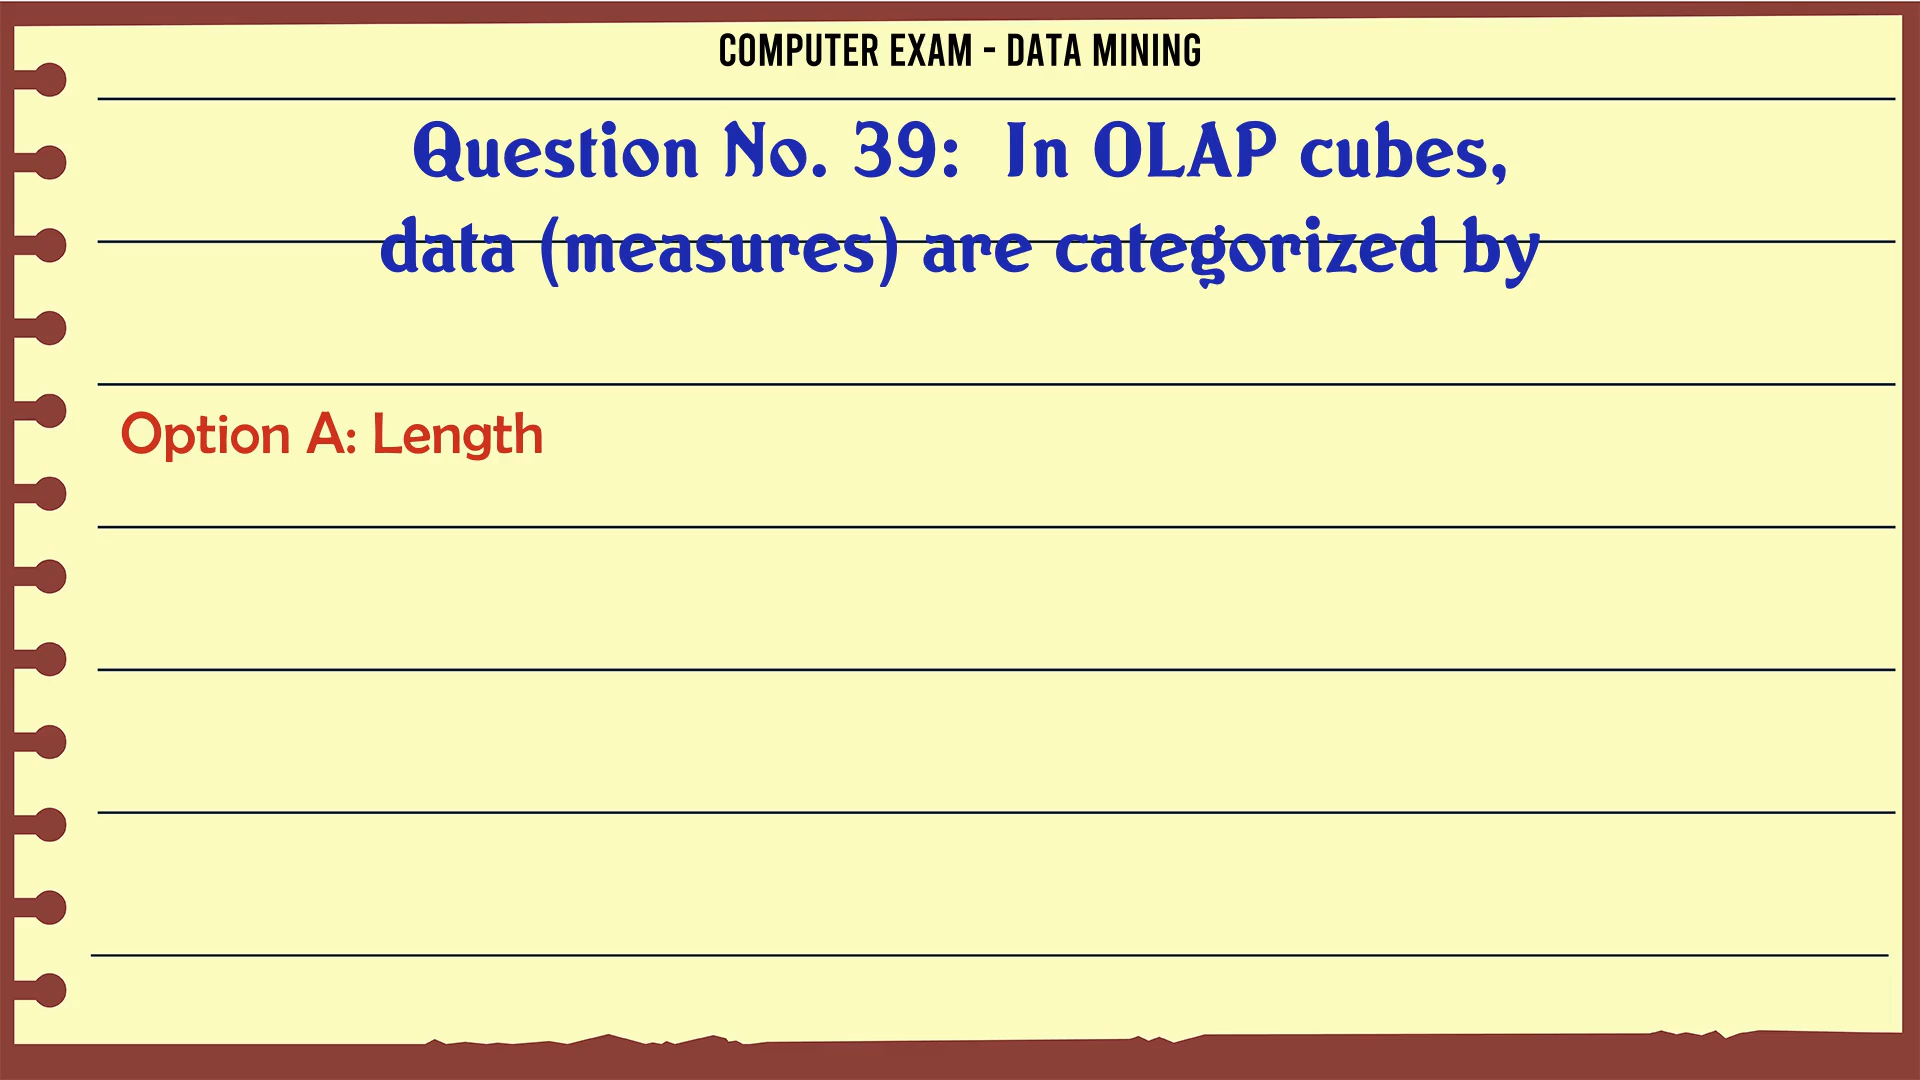 COMPUTER EXAM - DATA MINING
Question No. 39: In OLAP cubes,
data (measures) are categorized by
Option A: Length